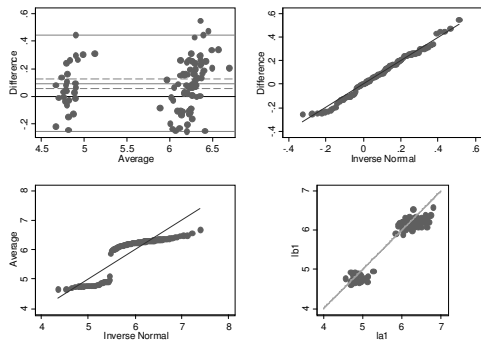 Difference
.6
.4
.2
0
-.2
4.5 5 5.5 6 6.5
Average
Difference
.6
.4
.2
0
-.2
-.4
-.4 -.2 0 .2 .4 .6
Inverse Normal
Average
8
7
6
5
4
4 5 6 7 8
Inverse Normal
lb1
7
6
5
4
4 5 6 7
la1